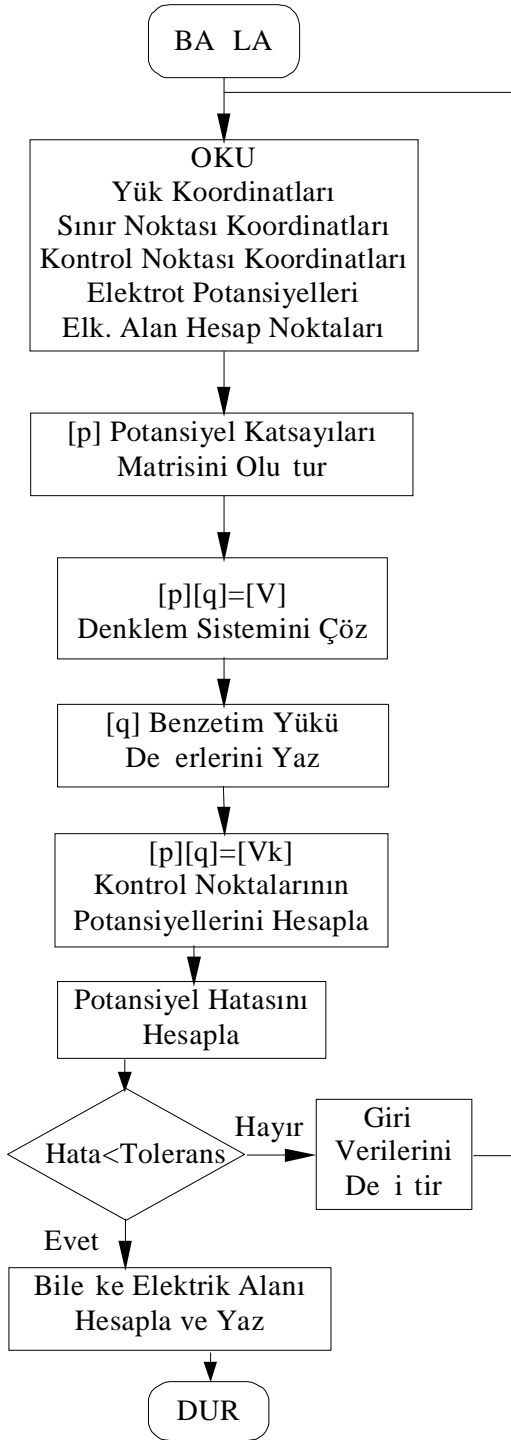 BA LA
OKU
Yük Koordinatları
Sınır Noktası Koordinatları
Kontrol Noktası Koordinatları
Elektrot Potansiyelleri
Elk. Alan Hesap Noktaları
[p] Potansiyel Katsayıları
Matrisini Olu tur
[p][q]=[V]
Denklem Sistemini Çöz
[q] Benzetim Yükü
De erlerini Yaz
[p][q]=[Vk]
Kontrol Noktalarının
Potansiyellerini Hesapla
Potansiyel Hatasını
Hesapla
Hata<Tolerans
Hayır
Giri
Verilerini
De i tir
Evet
Bile ke Elektrik Alanı
Hesapla ve Yaz
DUR